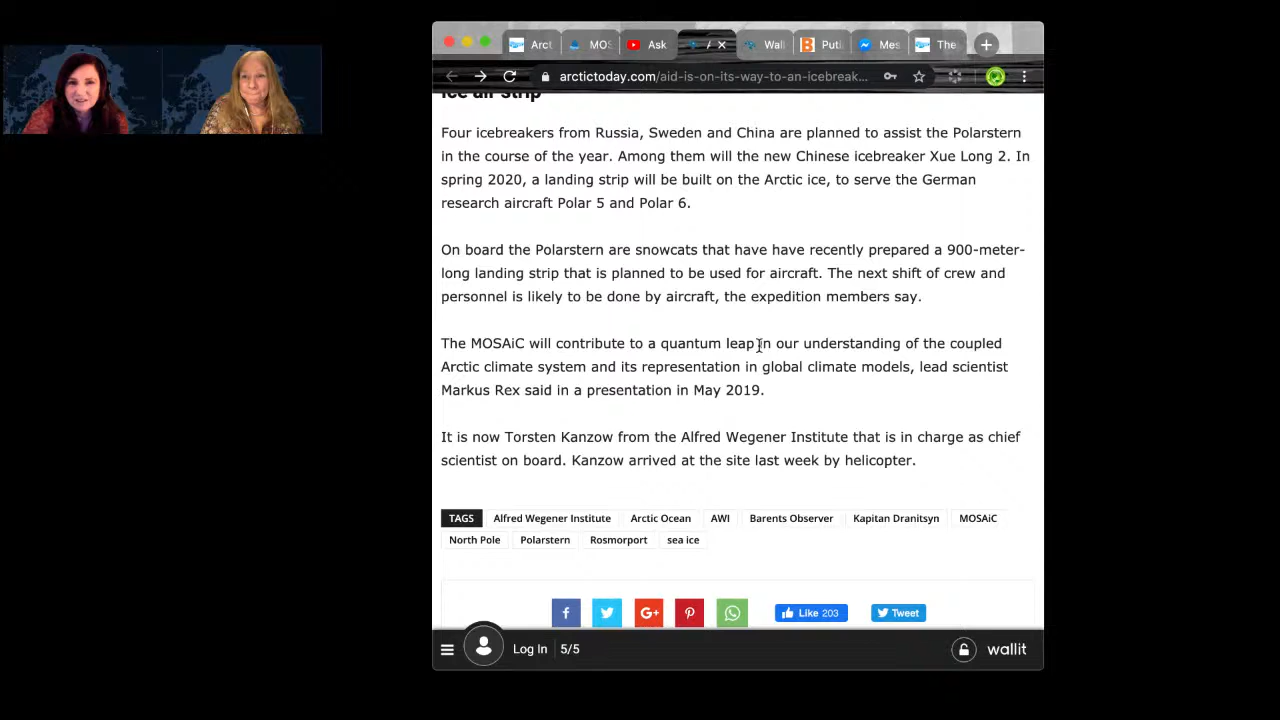 Arct
MOS
Ask
/
Wall
Puti
Mes
The
arctictoday.com/aid-is-on-its-way-to-an-icebreak...
Ice air strip
Four icebreakers from Russia, Sweden and China are planned to assist the Polarstern
in the course of the year. Among them will the new Chinese icebreaker Xue Long 2. In
spring 2020, a landing strip will be built on the Arctic ice, to serve the German
research aircraft Polar 5 and Polar 6.
On board the Polarstern are snowcats that have have recently prepared a 900-meter-
long landing strip that is planned to be used for aircraft. The next shift of crew and
personnel is likely to be done by aircraft, the expedition members say.
The MOSAiC will contribute to a quantum leap in our understanding of the coupled
Arctic climate system and its representation in global climate models, lead scientist
Markus Rex said in a presentation in May 2019.
It is now Torsten Kanzow from the Alfred Wegener Institute that is in charge as chief
scientist on board. Kanzow arrived at the site last week by helicopter.
TAGS Alfred Wegener Institute Arctic Ocean AWI Barents Observer Kapitan Dranitsyn MOSAiC
North Pole Polarstern Rosmorport sea ice
Like 203 Tweet
Log In 5/5 wallit